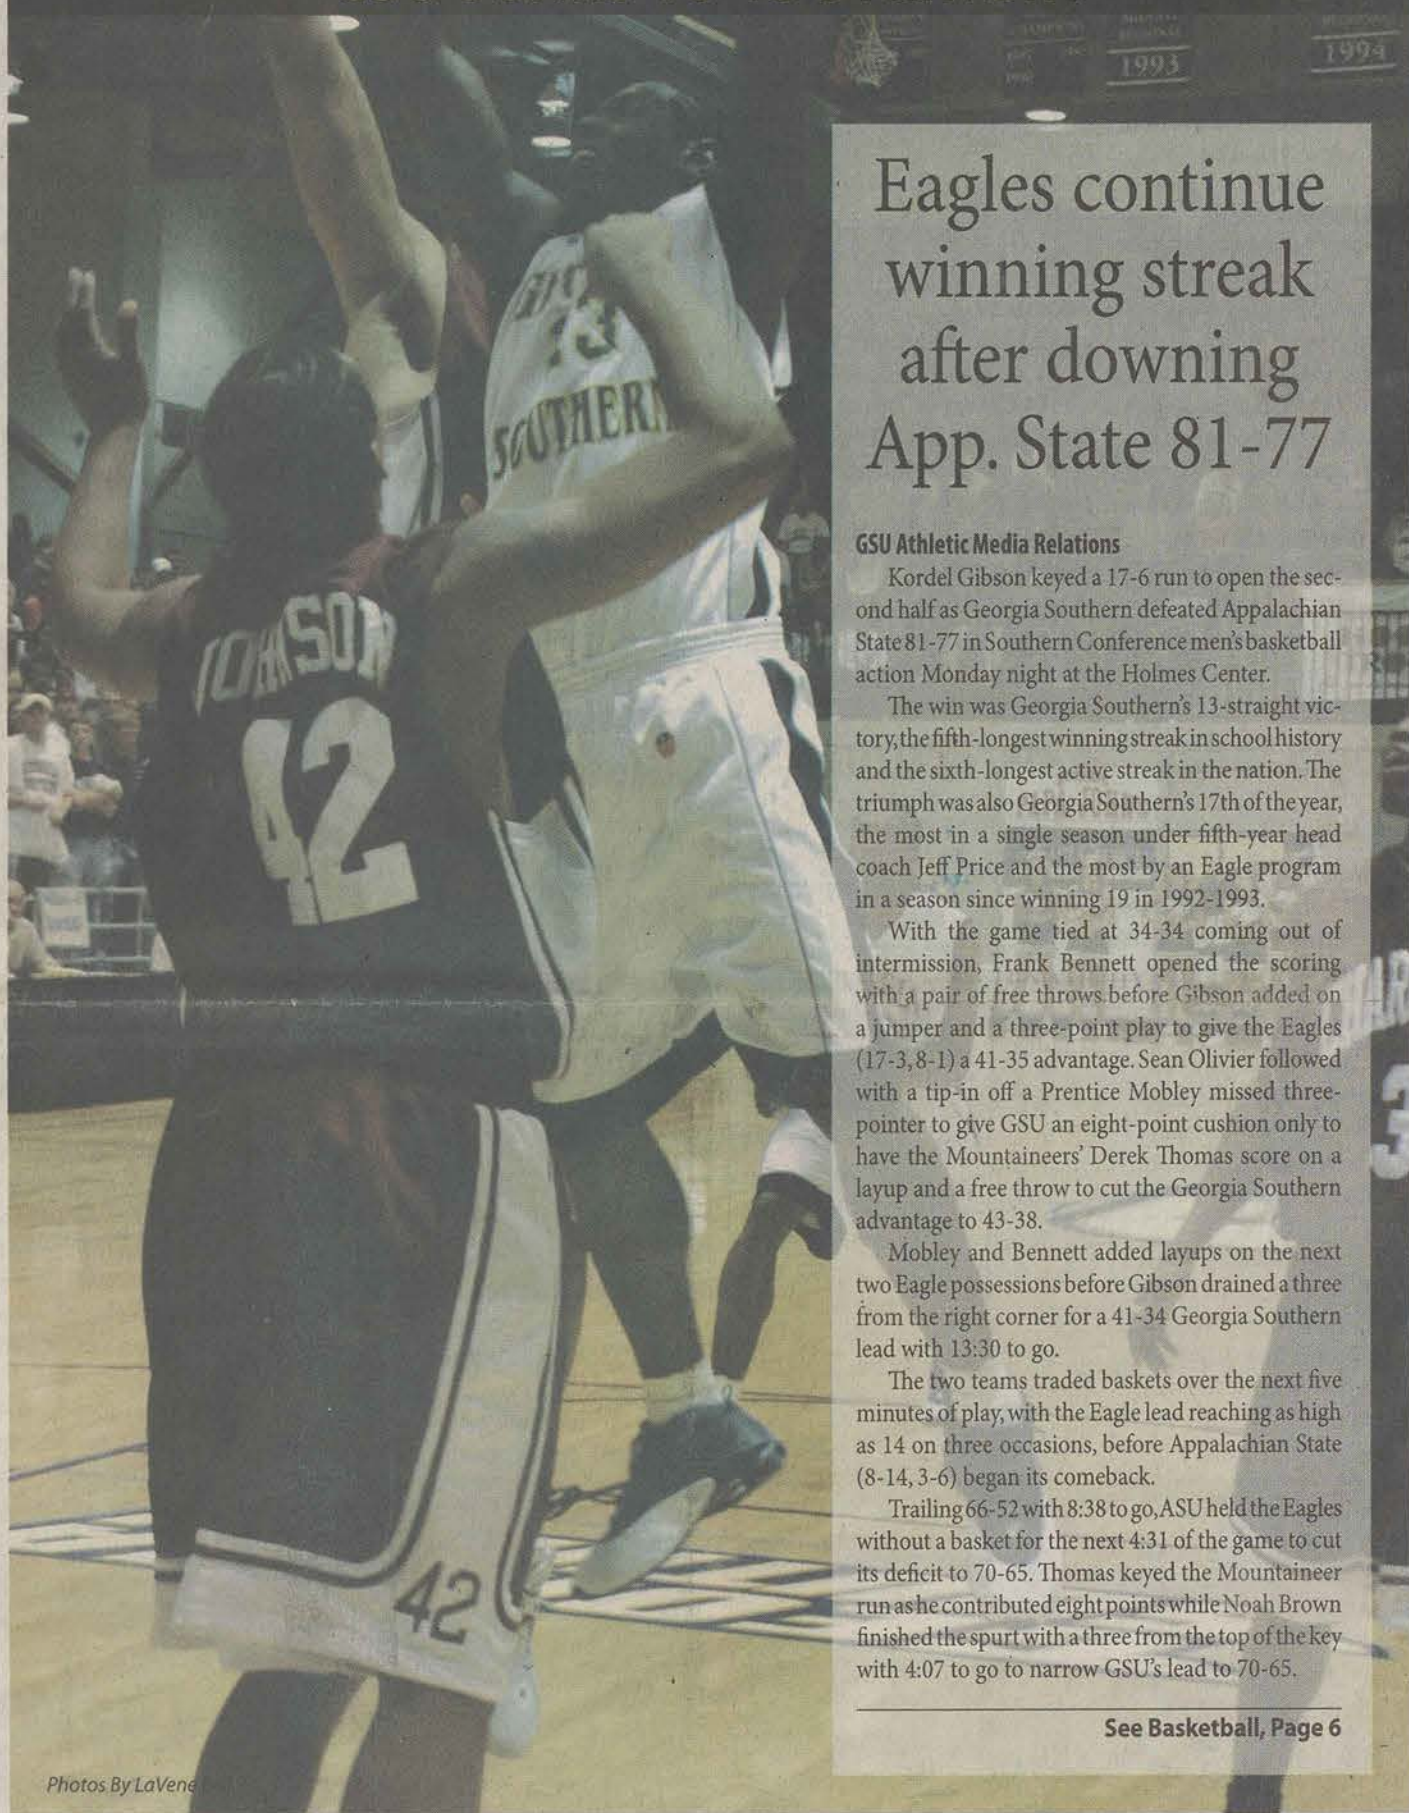 1993
1994
13
SOUTHERN
JOHNSON
42
42
3
Eagles continue
winning streak
after downing
App. State 81-77
GSU Athletic Media Relations
Kordel Gibson keyed a 17-6 run to open the sec-
ond half as Georgia Southern defeated Appalachian
State 81-77 in Southern Conference men's basketball
action Monday night at the Holmes Center.
The win was Georgia Southern's 13-straight vic-
tory, the fifth-longest winning streak in school history
and the sixth-longest active streak in the nation. The
triumph was also Georgia Southern's 17th of the year,
the most in a single season under fifth-year head
coach Jeff Price and the most by an Eagle program
in a season since winning 19 in 1992-1993.
With the game tied at 34-34 coming out of
intermission, Frank Bennett opened the scoring
with a pair of free throws before Gibson added on
a jumper and a three-point play to give the Eagles
(17-3, 8-1) a 41-35 advantage. Sean Olivier followed
with a tip-in off a Prentice Mobley missed three-
pointer to give GSU an eight-point cushion only to
have the Mountaineers' Derek Thomas score on a
layup and a free throw to cut the Georgia Southern
advantage to 43-38.
Mobley and Bennett added layups on the next
two Eagle possessions before Gibson drained a three
from the right corner for a 41-34 Georgia Southern
lead with 13:30 to go.
The two teams traded baskets over the next five
minutes of play, with the Eagle lead reaching as high
as 14 on three occasions, before Appalachian State
(8-14, 3-6) began its comeback.
Trailing 66-52 with 8:38 to go, ASU held the Eagles
without a basket for the next 4:31 of the game to cut
its deficit to 70-65. Thomas keyed the Mountaineer
run as he contributed eight points while Noah Brown
finished the spurt with a three from the top of the key
with 4:07 to go to narrow GSU's lead to 70-65.
See Basketball, Page 6
Photos By LaVene